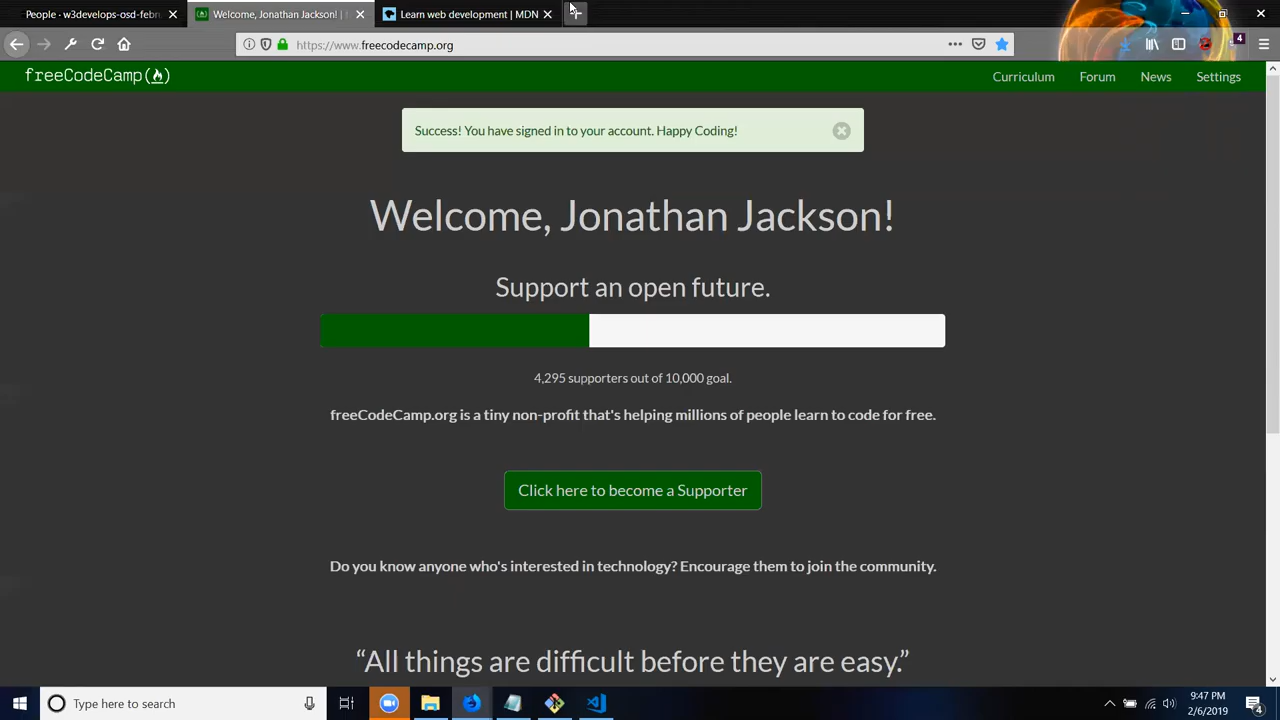 People - w3develops-osd-febru
Welcome, Jonathan Jackson! |
Learn web development | MDN
https://www.freecodecamp.org
4
freeCodeCamp
Curriculum
Forum
News
Settings
Success! You have signed in to your account. Happy Coding!
Welcome, Jonathan Jackson!
Support an open future.
4,295 supporters out of 10,000 goal.
freeCodeCamp.org is a tiny non-profit that's helping millions of people learn to code for free.
Click here to become a Supporter
Do you know anyone who's interested in technology? Encourage them to join the community.
“All things are difficult before they are easy.”
Type here to search
9:47 PM
2/6/2019
4